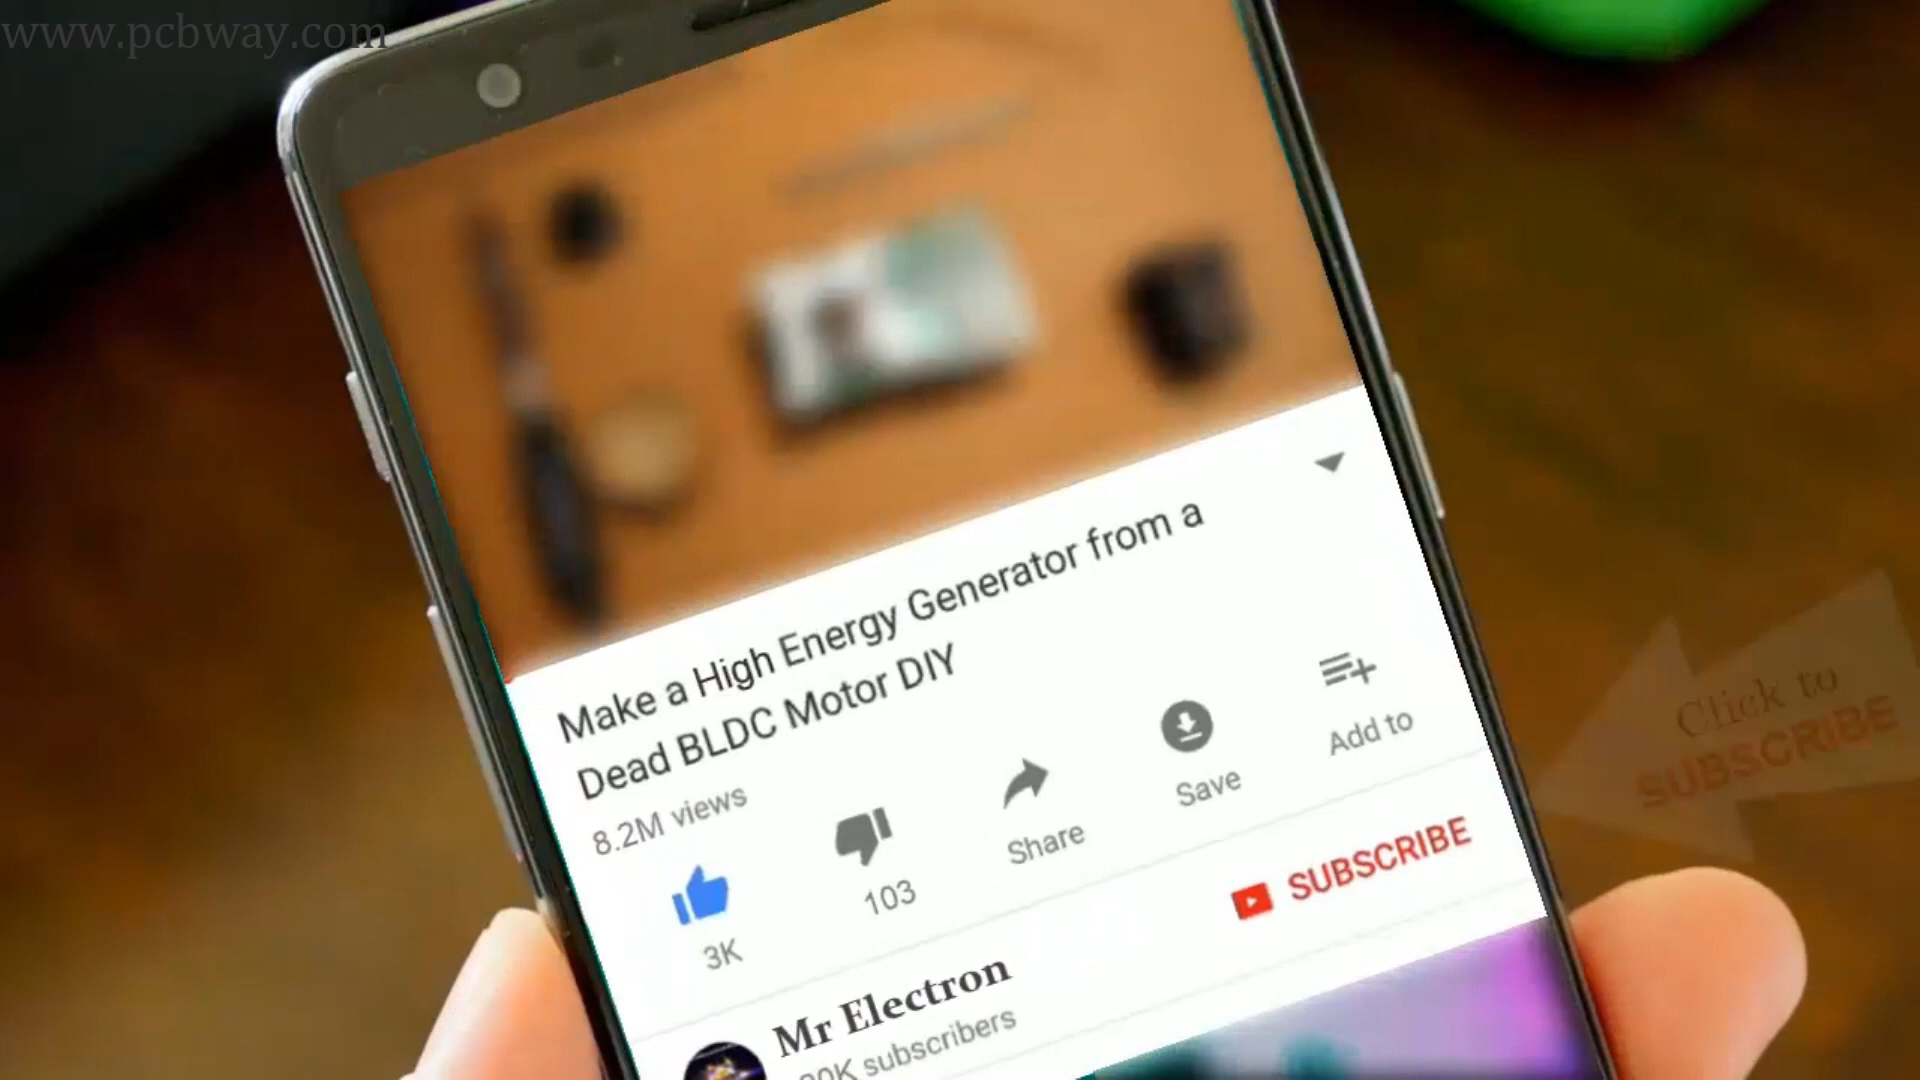 www.pcbway.com
Make a High Energy Generator from a
Dead BLDC Motor DIY
8.2M views
3K
103
Share
Save
Add to
SUBSCRIBE
Mr Electron
subscribers
Click to
SUBSCRIBE